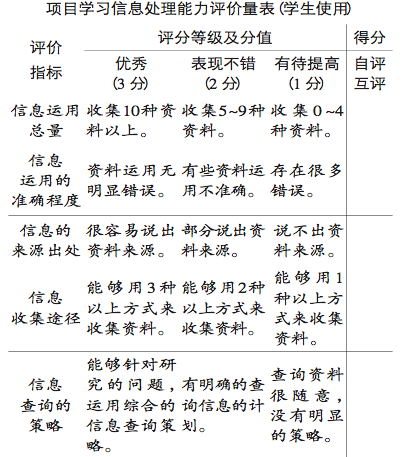 项目学习信息处理能力评价量表(学生使用)
评价
指标
评分等级及分值
得分
优秀
(3 分)
表现不错
(2 分)
有待提高
(1 分)
自评
互评
信息运用
总量
收集10种资
料以上。
收集5~9种
资料。
收集 0~4
种资料。
信息
运用的
准确程度
资料运用无
明显错误。
有些资料运
用不准确。
存在很多
错误。
信息的
来源出处
很容易说出
资料来源。
部分说出资
料来源。
说不出资
料来源。
信息
收集途径
能够用3种
以上方式来
收集资料。
能够用2种
以上方式来
收集资料。
能够用1
种以上方
式来收集
资料。
信息
查询的
策略
能够针对研
究的问题,
运用综合的
信息查询策
略。
有明确的查
询信息的计
划。
查询资料
很随意,
没有明显
的策略。